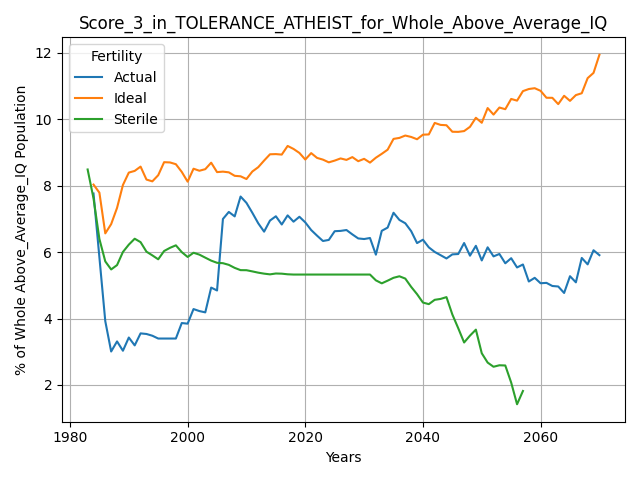 Score_3_in_TOLERANCE_ATHEIST_for_Whole_Above_Average_IQ
Fertility
Actual
Ideal
Sterile
% of Whole Above_Average_IQ Population
12
10
8
6
4
2
1980
2000
2020
2040
2060
Years